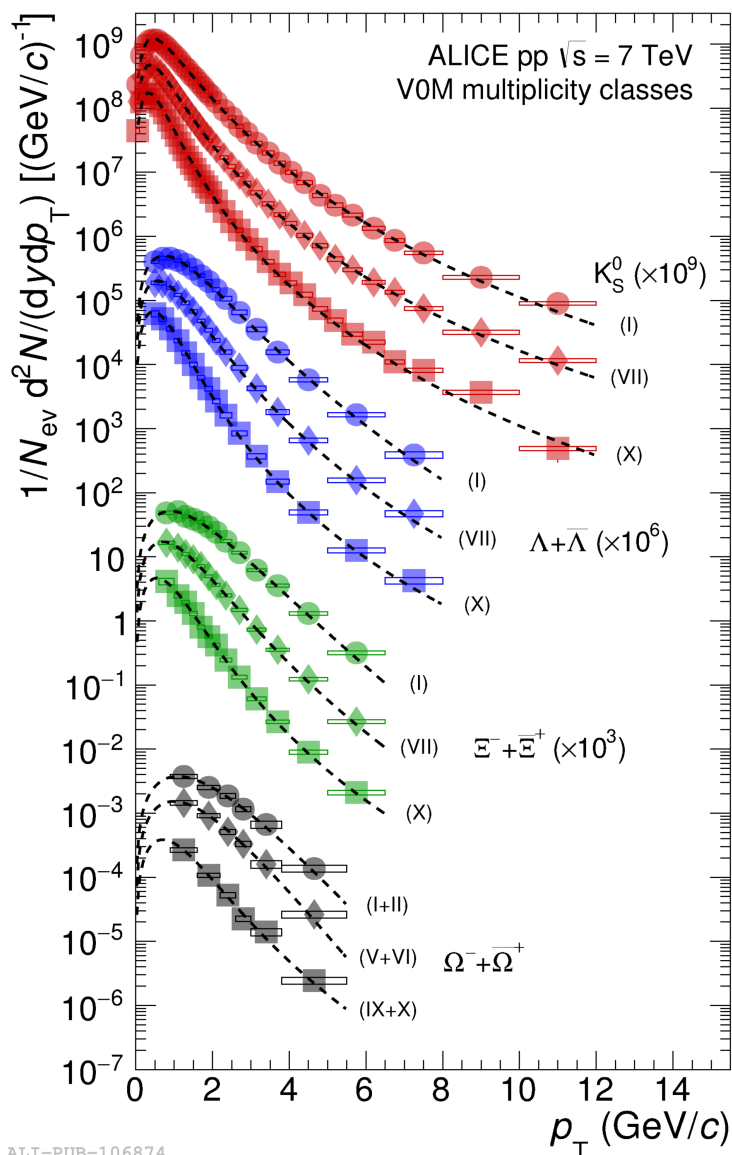 ALICE pp √s = 7 TeV
V0M multiplicity classes
1/N_ev d²N/(dydp_T) [(GeV/c)⁻¹]
10⁹
10⁸
10⁷
10⁶
10⁵
10⁴
10³
10²
10
1
10⁻¹
10⁻²
10⁻³
10⁻⁴
10⁻⁵
10⁻⁶
10⁻⁷
K⁰_S (×10⁹)
(I)
(VII)
(X)
(I)
(VII)
Λ+Λ̅ (×10⁶)
(X)
(I)
(VII)
Ξ⁻+Ξ̅⁺ (×10³)
(X)
(I+II)
(V+VI)
Ω⁻+Ω̅⁺
(IX+X)
0 2 4 6 8 10 12 14
p_T (GeV/c)
ALI-PUB-106874